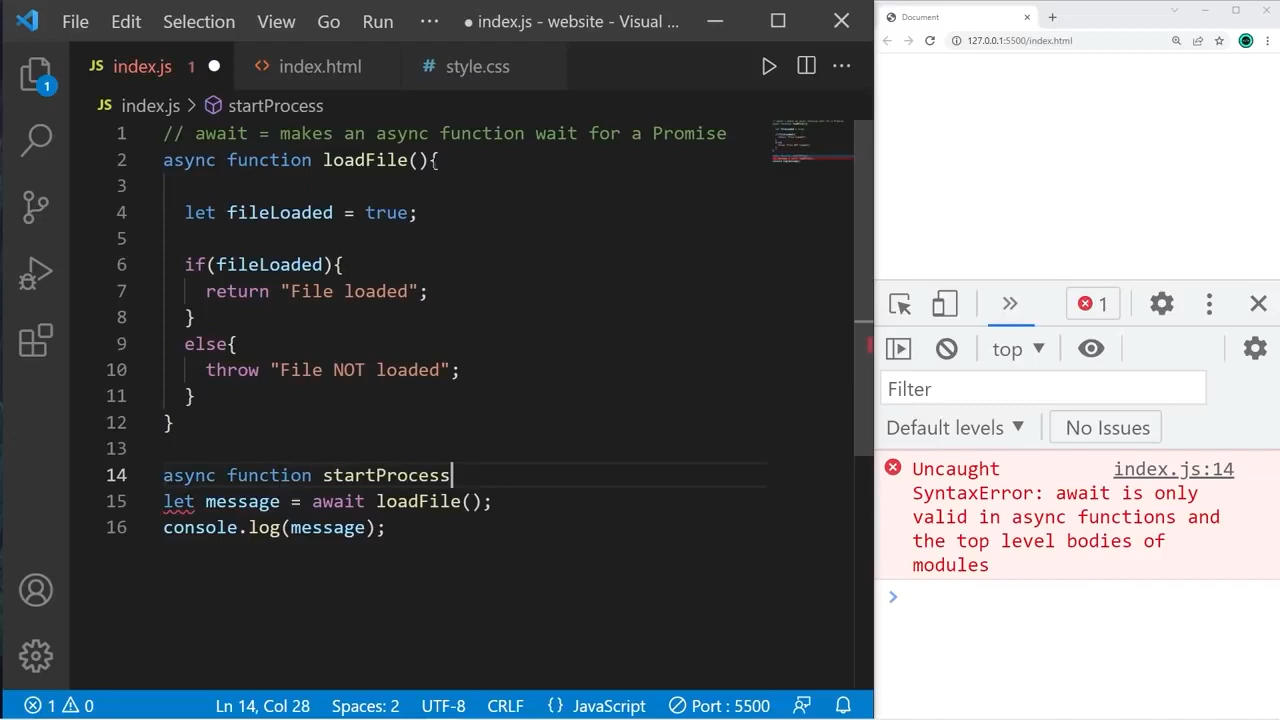 File Edit Selection View Go Run ··· ● index.js - website - Visual ...
JS index.js 1 ● <> index.html # style.css ···
JS index.js > startProcess
1 // await = makes an async function wait for a Promise
2 async function loadFile(){
3
4 let fileLoaded = true;
5
6 if(fileLoaded){
7 return "File loaded";
8 }
9 else{
10 throw "File NOT loaded";
11 }
12 }
13
14 async function startProcess
15 let message = await loadFile();
16 console.log(message);
1
1 0 Ln 14, Col 28 Spaces: 2 UTF-8 CRLF {} JavaScript Port : 5500
Document
127.0.0.1:5500/index.html
1
top ▼
Filter
Default levels ▼ No Issues
Uncaught index.js:14
SyntaxError: await is only
valid in async functions and
the top level bodies of
modules